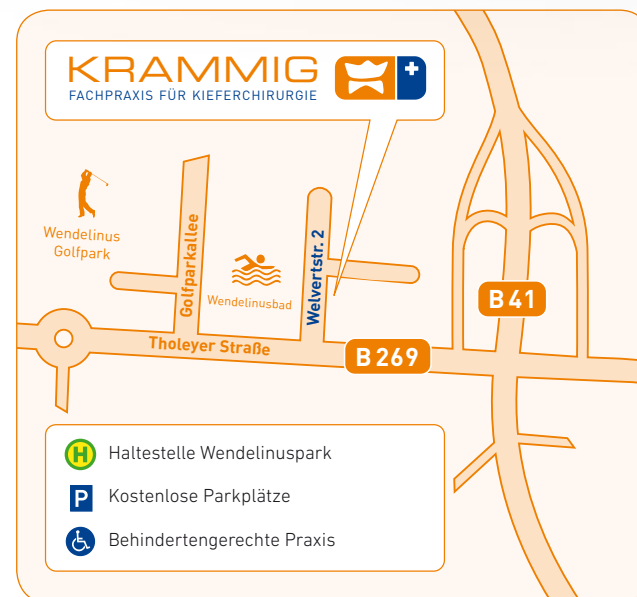 KRAMMIG
FACHPRAXIS FÜR KIEFERCHIRURGIE
+
Wendelinus
Golfpark
Golfparkallee
Wendelinusbad
Welvertstr. 2
B 41
Tholeyer Straße
B 269
H Haltestelle Wendelinuspark
P Kostenlose Parkplätze
Behindertengerechte Praxis